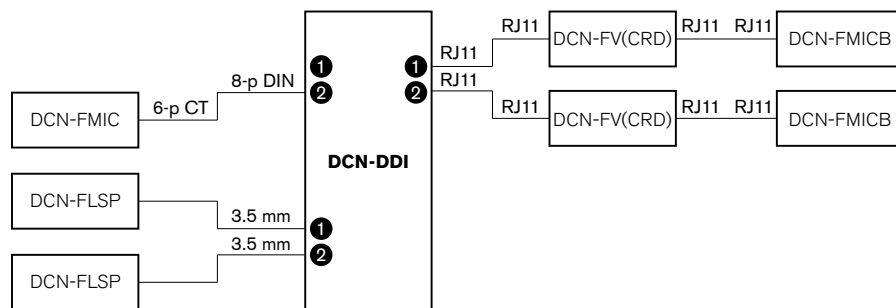 RJ11
DCN-FV(CRD)
RJ11 RJ11
DCN-FMICB
RJ11
RJ11
8-p DIN
1
2
1
2
DCN-FMIC
6-p CT
RJ11
DCN-FV(CRD)
RJ11 RJ11
DCN-FMICB
DCN-DDI
DCN-FLSP
3.5 mm
1
3.5 mm
2
DCN-FLSP